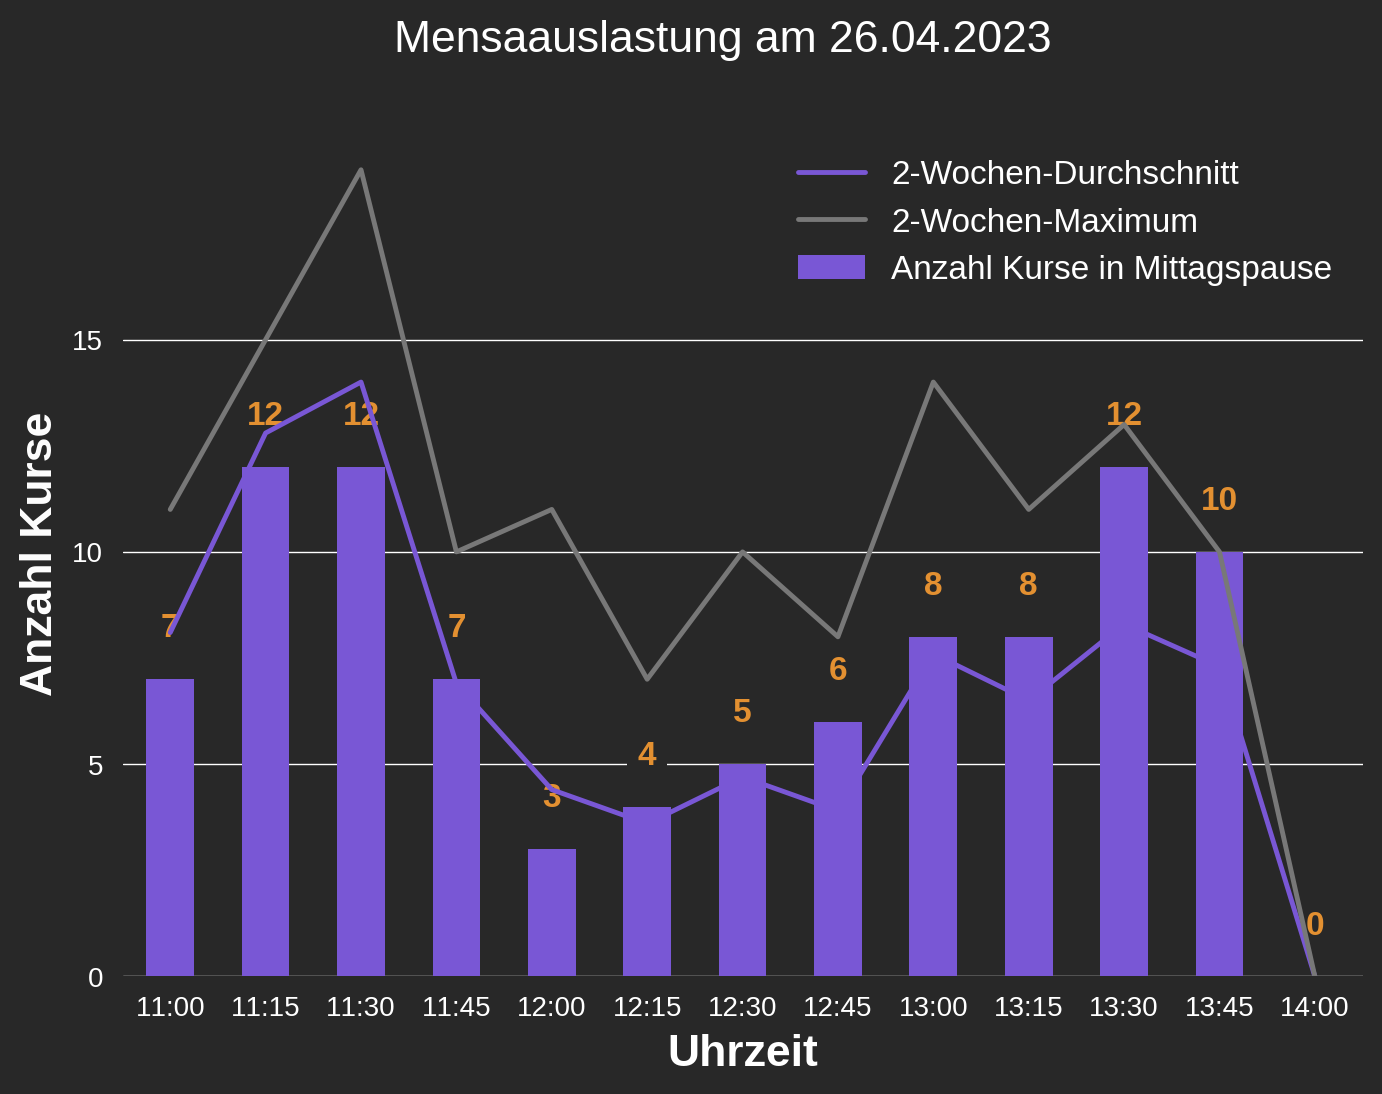 Mensaauslastung am 26.04.2023
2-Wochen-Durchschnitt
2-Wochen-Maximum
Anzahl Kurse in Mittagspause
Anzahl Kurse
15
10
5
0
7
12
12
7
3
4
5
6
8
8
12
10
0
11:00 11:15 11:30 11:45 12:00 12:15 12:30 12:45 13:00 13:15 13:30 13:45 14:00
Uhrzeit